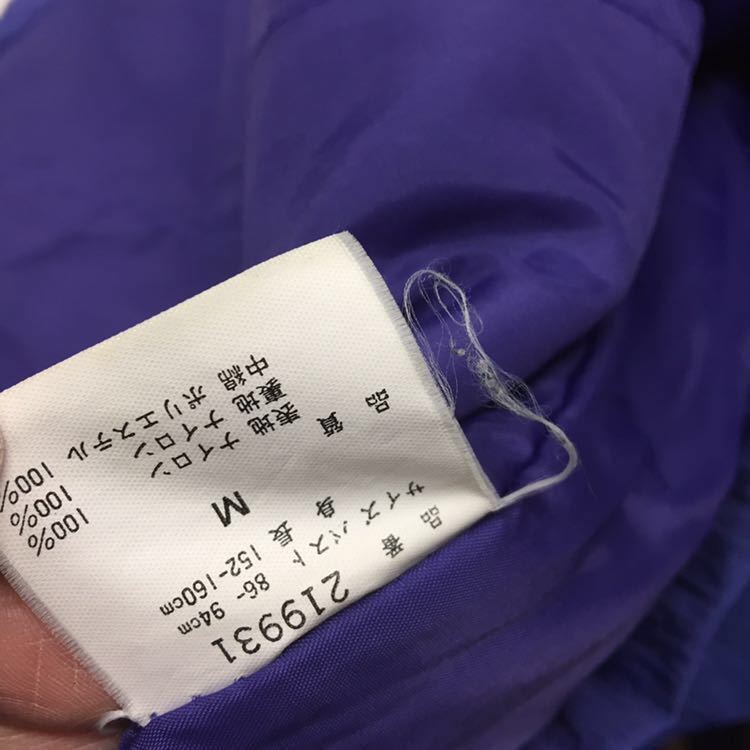 品番 219931
サイズ バスト 86- 94cm
身長 152-160cm
M
品質
表地 ナイロン 100%
裏地 ナイロン 100%
中綿 ポリエステル 100%